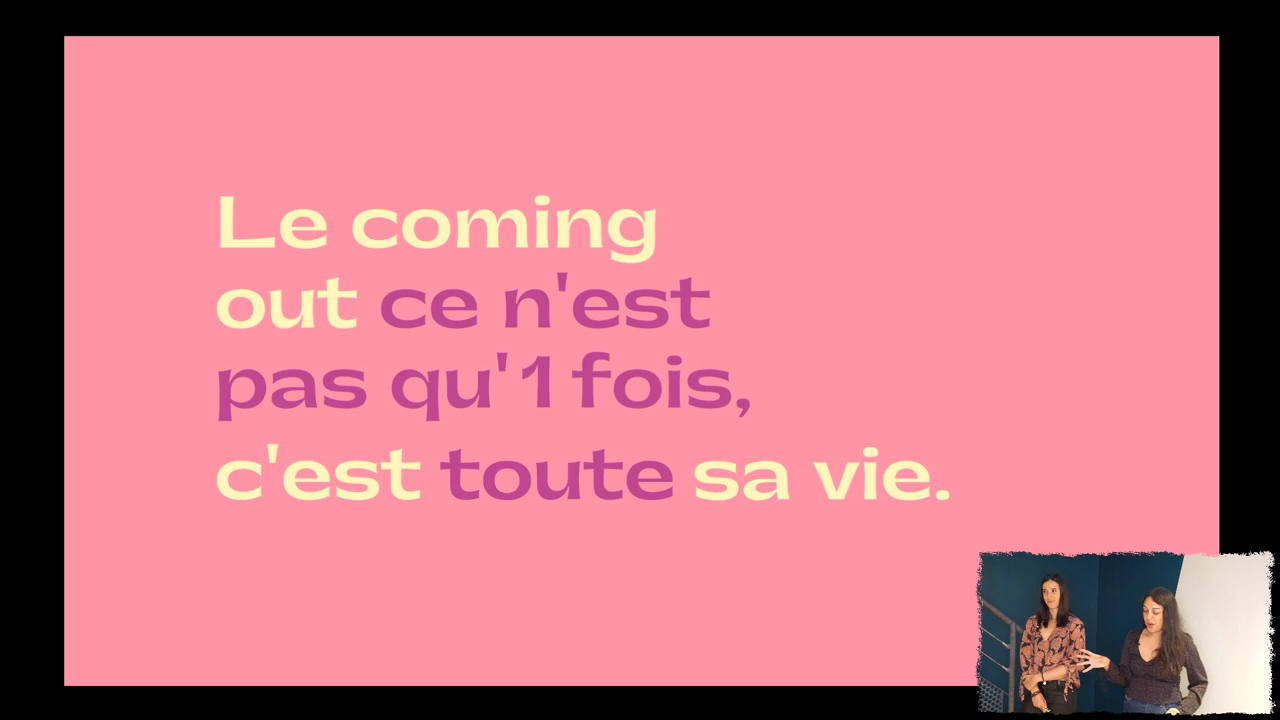 Le coming
out ce n'est
pas qu'1 fois,
c'est toute sa vie.